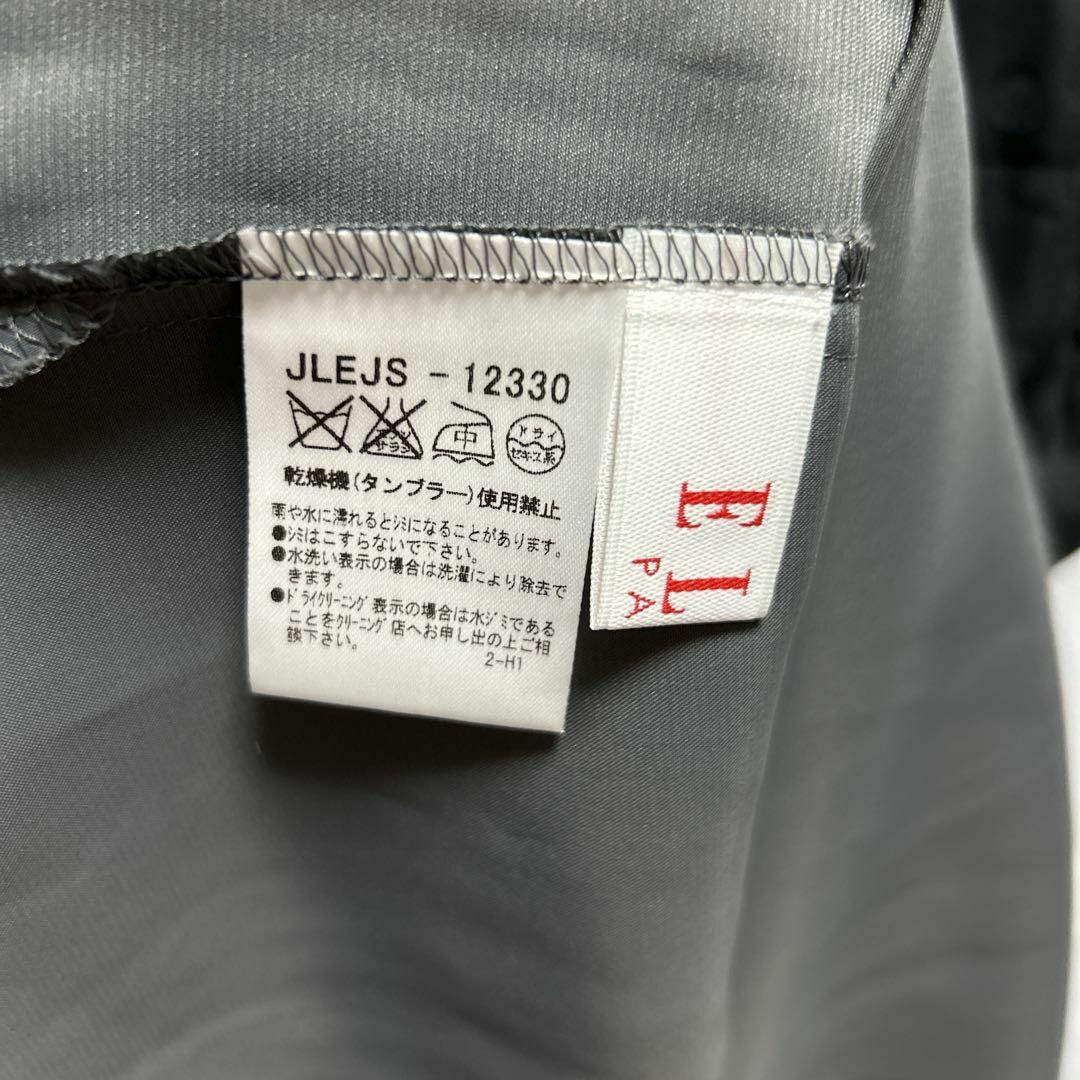 JLEJS - 12330
エンソ サラシ 中 ドライ セキユ系
乾燥機(タンブラー)使用禁止
雨や水に濡れるとシミになることがあります。
●シミはこすらないで下さい。
●水洗い表示の場合は洗濯により除去で
きます。
●ドライクリーニング表示の場合は水ジミである
ことをクリーニング店へお申し出の上ご相
談下さい。
2-H1
EL
PA